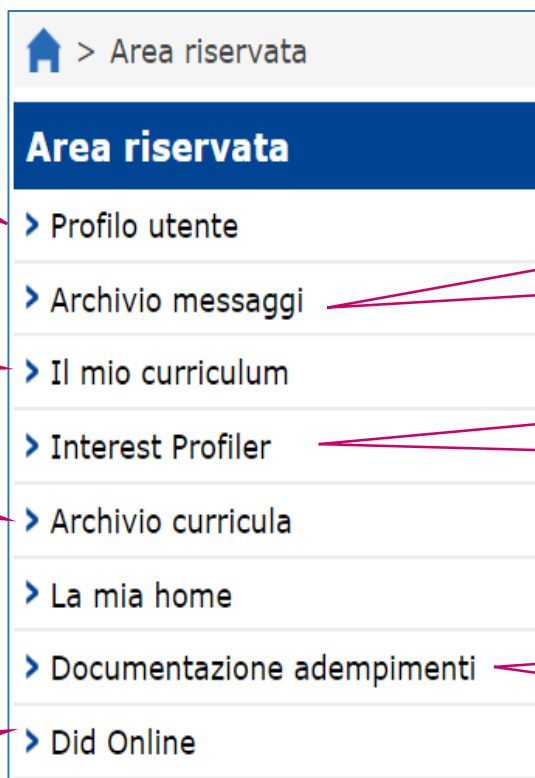 > Area riservata
Area riservata
Profilo utente
Archivio messaggi
Il mio curriculum
Interest Profiler
Archivio curricula
La mia home
Documentazione adempimenti
Did Online